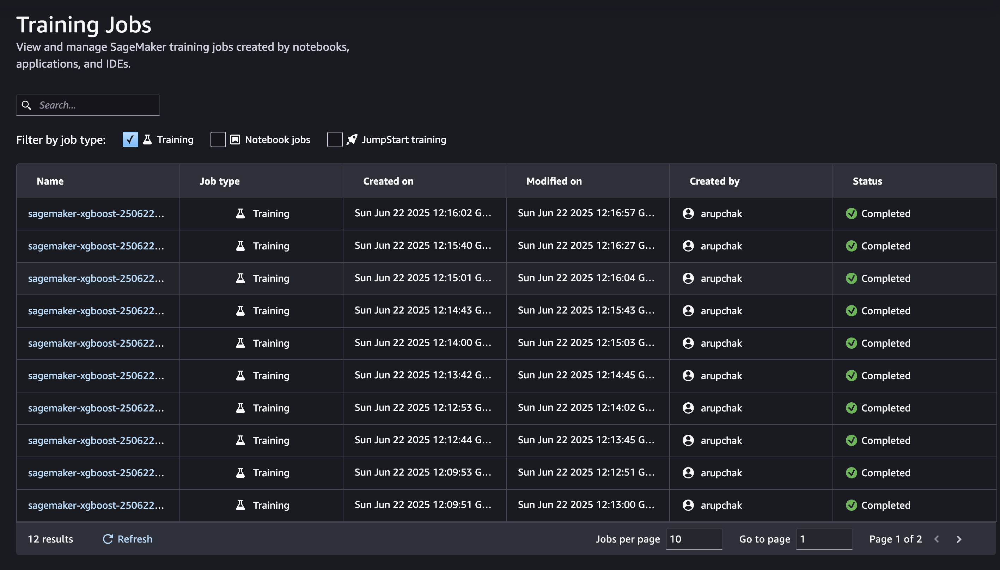 Training Jobs
View and manage SageMaker training jobs created by notebooks,
applications, and IDEs.
Search...
Filter by job type: Training Notebook jobs JumpStart training
Name Job type Created on Modified on Created by Status
sagemaker-xgboost-250622... Training Sun Jun 22 2025 12:16:02 G... Sun Jun 22 2025 12:16:57 G... arupchak Completed
sagemaker-xgboost-250622... Training Sun Jun 22 2025 12:15:40 G... Sun Jun 22 2025 12:16:27 G... arupchak Completed
sagemaker-xgboost-250622... Training Sun Jun 22 2025 12:15:01 G... Sun Jun 22 2025 12:16:04 G... arupchak Completed
sagemaker-xgboost-250622... Training Sun Jun 22 2025 12:14:43 G... Sun Jun 22 2025 12:15:43 G... arupchak Completed
sagemaker-xgboost-250622... Training Sun Jun 22 2025 12:14:00 G... Sun Jun 22 2025 12:15:03 G... arupchak Completed
sagemaker-xgboost-250622... Training Sun Jun 22 2025 12:13:42 G... Sun Jun 22 2025 12:14:45 G... arupchak Completed
sagemaker-xgboost-250622... Training Sun Jun 22 2025 12:12:53 G... Sun Jun 22 2025 12:14:02 G... arupchak Completed
sagemaker-xgboost-250622... Training Sun Jun 22 2025 12:12:44 G... Sun Jun 22 2025 12:13:45 G... arupchak Completed
sagemaker-xgboost-250622... Training Sun Jun 22 2025 12:09:53 G... Sun Jun 22 2025 12:12:51 G... arupchak Completed
sagemaker-xgboost-250622... Training Sun Jun 22 2025 12:09:51 G... Sun Jun 22 2025 12:13:00 G... arupchak Completed
12 results Refresh Jobs per page 10 Go to page 1 Page 1 of 2